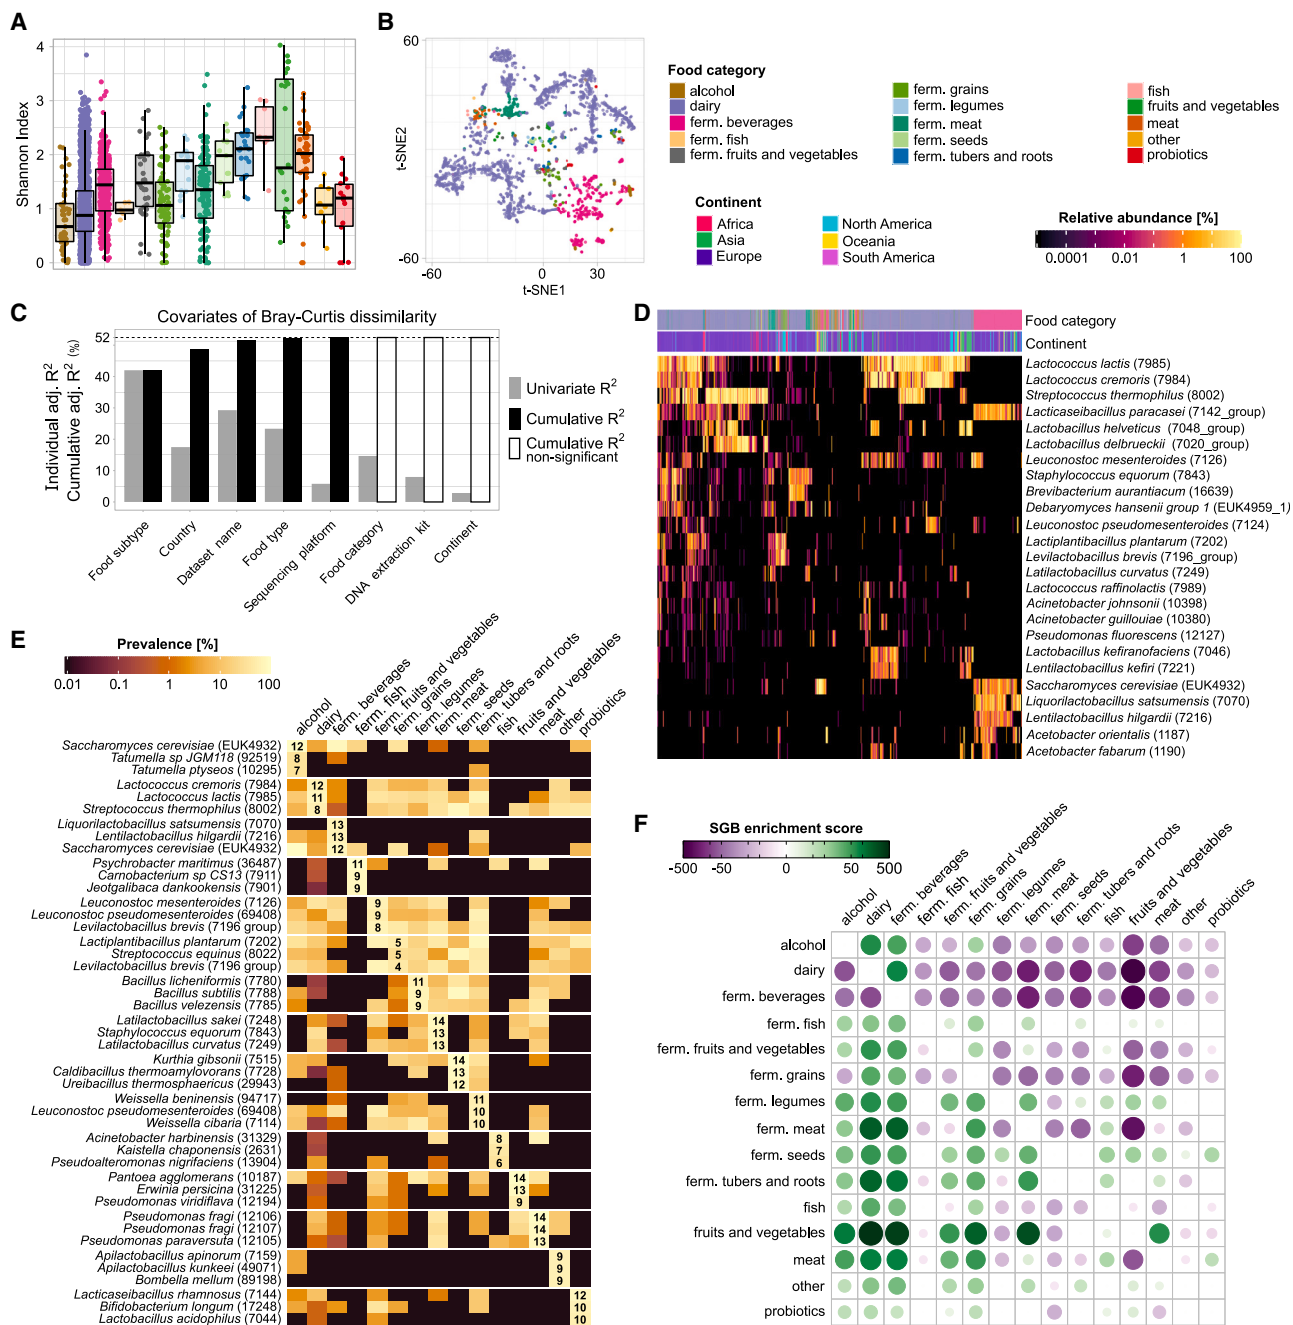 A
Shannon Index
4
3
2
1
0
B
60
t-SNE2
-60
-60
0
30
t-SNE1
Food category
alcohol
dairy
ferm. beverages
ferm. fish
ferm. fruits and vegetables
ferm. grains
ferm. legumes
ferm. meat
ferm. seeds
ferm. tubers and roots
fish
fruits and vegetables
meat
other
probiotics
Continent
Africa
Asia
Europe
North America
Oceania
South America
Relative abundance [%]
0.0001 0.01 1 100
C
Covariates of Bray-Curtis dissimilarity
Individual adj. R²
Cumulative adj. R² (%)
52
40
30
20
10
0
Food subtype
Country
Dataset name
Food type
Sequencing platform
Food category
DNA extraction kit
Continent
Univariate R²
Cumulative R²
Cumulative R²
non-significant
D
Food category
Continent
Lactococcus lactis (7985)
Lactococcus cremoris (7984)
Streptococcus thermophilus (8002)
Lacticaseibacillus paracasei (7142_group)
Lactobacillus helveticus (7048_group)
Lactobacillus delbrueckii (7020_group)
Leuconostoc mesenteroides (7126)
Staphylococcus equorum (7843)
Brevibacterium aurantiacum (16639)
Debaryomyces hansenii group 1 (EUK4959_1)
Leuconostoc pseudomesenteroides (7124)
Lactiplantibacillus plantarum (7202)
Levilactobacillus brevis (7196_group)
Latilactobacillus curvatus (7249)
Lactococcus raffinolactis (7989)
Acinetobacter johnsonii (10398)
Acinetobacter guillouiae (10380)
Pseudomonas fluorescens (12127)
Lactobacillus kefiranofaciens (7046)
Lentilactobacillus kefiri (7221)
Saccharomyces cerevisiae (EUK4932)
Liquorilactobacillus satsumensis (7070)
Lentilactobacillus hilgardii (7216)
Acetobacter orientalis (1187)
Acetobacter fabarum (1190)
E
Prevalence [%]
0.01 0.1 1 10 100
alcohol
dairy
ferm. beverages
ferm. fish
ferm. fruits and vegetables
ferm. grains
ferm. legumes
ferm. meat
ferm. seeds
ferm. tubers and roots
fish
fruits and vegetables
meat
other
probiotics
Saccharomyces cerevisiae (EUK4932) 12
Tatumella sp JGM118 (92519) 8
Tatumella ptyseos (10295) 7
Lactococcus cremoris (7984) 12
Lactococcus lactis (7985) 11
Streptococcus thermophilus (8002) 8
Liquorilactobacillus satsumensis (7070) 13
Lentilactobacillus hilgardii (7216) 13
Saccharomyces cerevisiae (EUK4932) 12
Psychrobacter maritimus (36487) 11
Carnobacterium sp CS13 (7911) 9
Jeotgalibaca dankookensis (7901) 9
Leuconostoc mesenteroides (7126) 9
Leuconostoc pseudomesenteroides (69408) 9
Levilactobacillus brevis (7196 group) 8
Lactiplantibacillus plantarum (7202) 5
Streptococcus equinus (8022) 5
Levilactobacillus brevis (7196 group) 4
Bacillus licheniformis (7780) 11
Bacillus subtilis (7788) 9
Bacillus velezensis (7785) 9
Latilactobacillus sakei (7248) 14
Staphylococcus equorum (7843) 13
Latilactobacillus curvatus (7249) 13
Kurthia gibsonii (7515) 14
Caldibacillus thermoamylovorans (7728) 13
Ureibacillus thermosphaericus (29943) 12
Weissella beninensis (94717) 11
Leuconostoc pseudomesenteroides (69408) 10
Weissella cibaria (7114) 10
Acinetobacter harbinensis (31329) 8
Kaistella chaponensis (2631) 7
Pseudoalteromonas nigrifaciens (13904) 6
Pantoea agglomerans (10187) 14
Erwinia persicina (31225) 13
Pseudomonas viridiflava (12194) 9
Pseudomonas fragi (12106) 14
Pseudomonas fragi (12107) 14
Pseudomonas paraversuta (12105) 13
Apilactobacillus apinorum (7159) 9
Apilactobacillus kunkeei (49071) 9
Bombella mellum (89198) 9
Lacticaseibacillus rhamnosus (7144) 12
Bifidobacterium longum (17248) 10
Lactobacillus acidophilus (7044) 10
F
SGB enrichment score
-500 -50 0 50 500
alcohol
dairy
ferm. beverages
ferm. fish
ferm. fruits and vegetables
ferm. grains
ferm. legumes
ferm. meat
ferm. seeds
ferm. tubers and roots
fish
fruits and vegetables
meat
other
probiotics
alcohol
dairy
ferm. beverages
ferm. fish
ferm. fruits and vegetables
ferm. grains
ferm. legumes
ferm. meat
ferm. seeds
ferm. tubers and roots
fish
fruits and vegetables
meat
other
probiotics